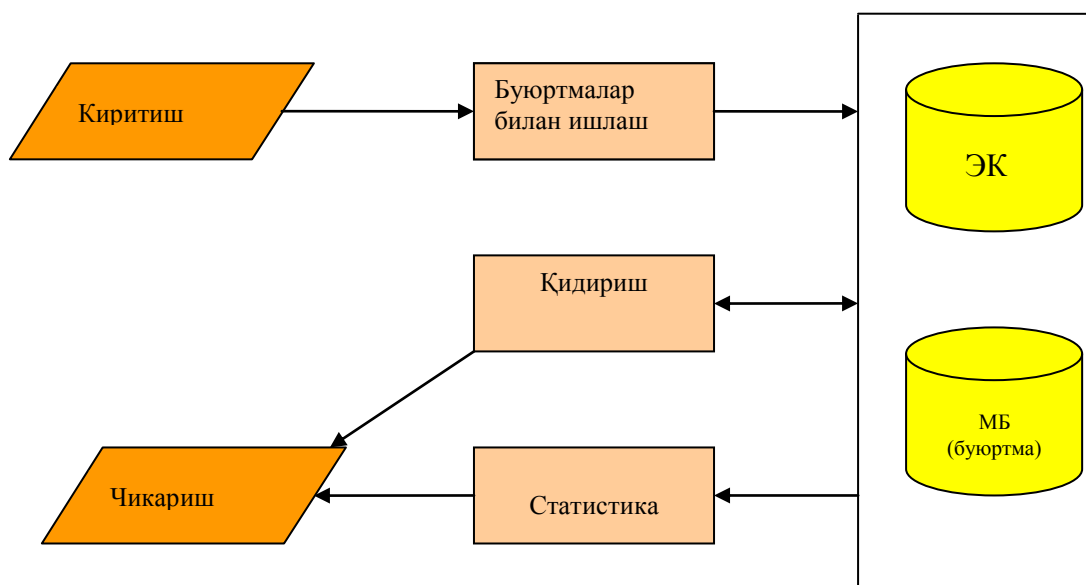 Киритиш
Буюртмалар
билан ишлаш
ЭК
Қидириш
МБ
(буюртма)
Чикариш
Статистика